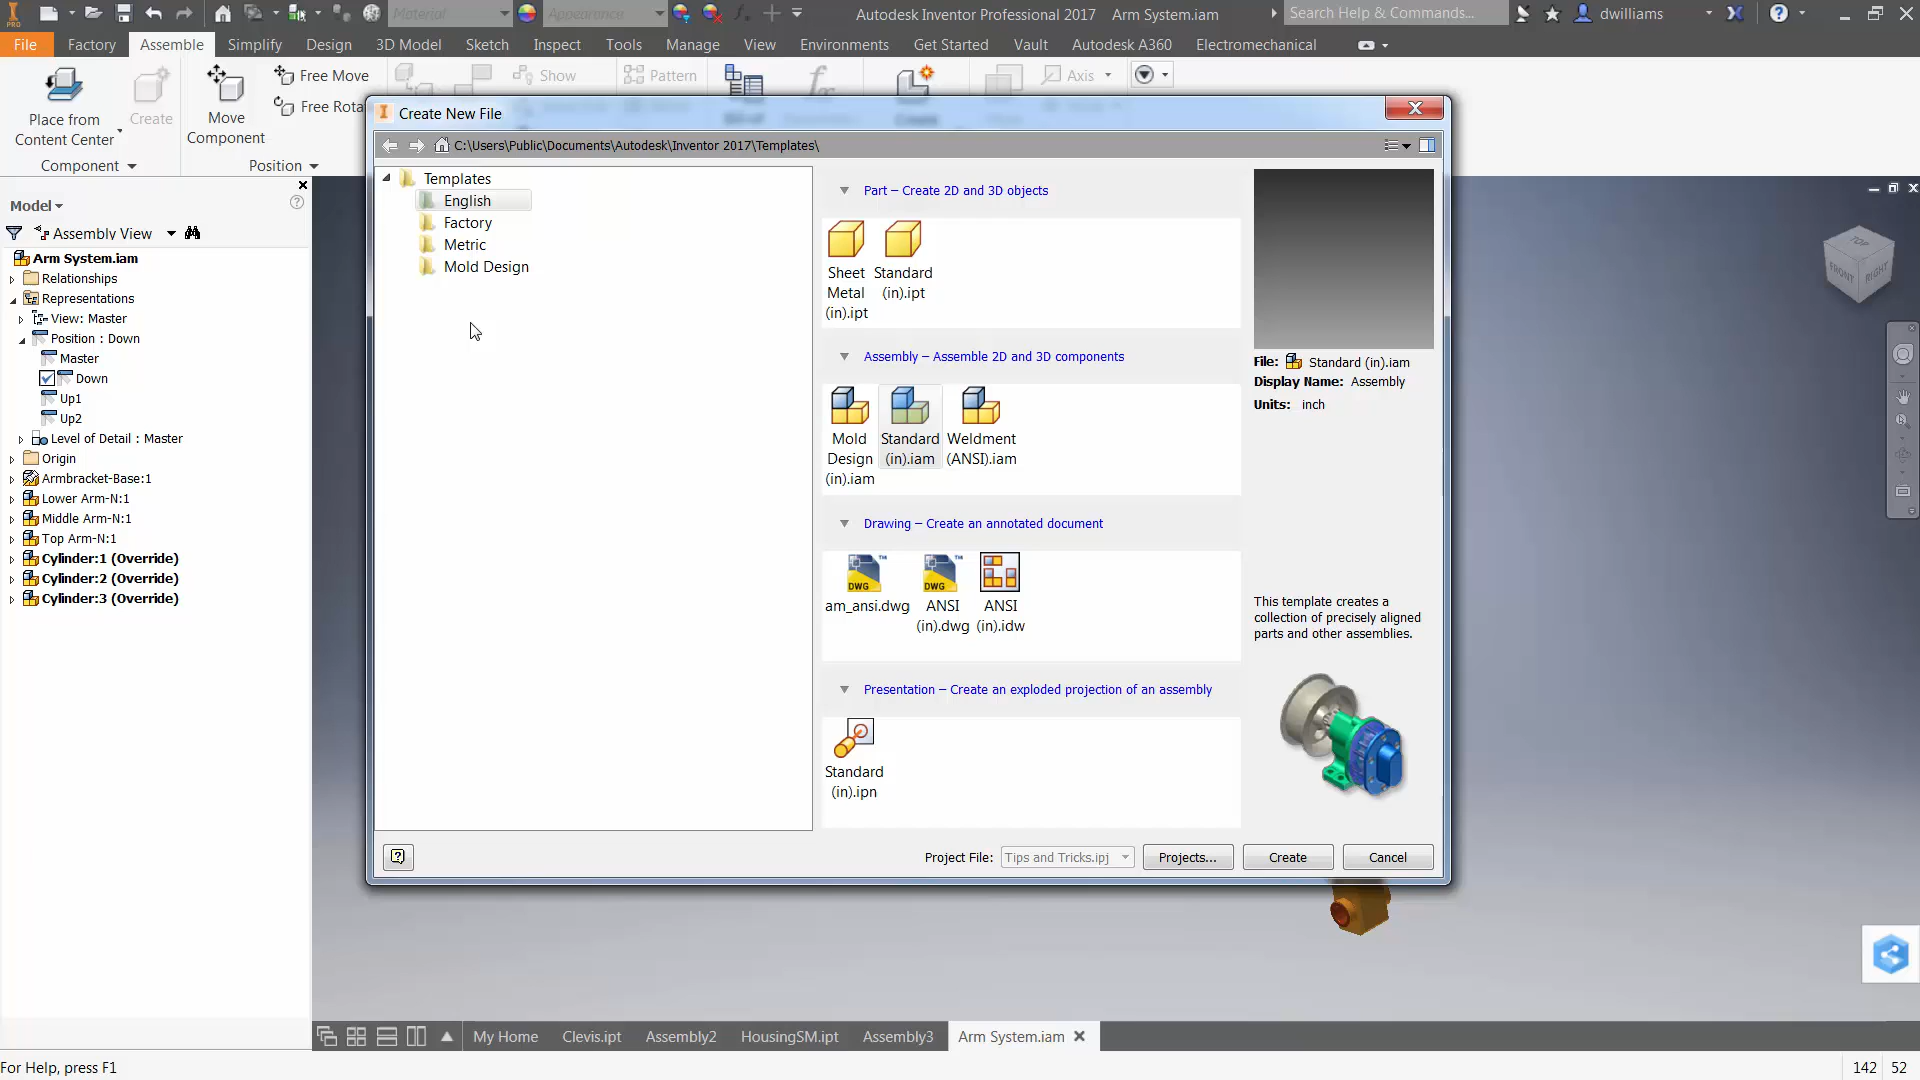 Material
Appearance
Autodesk Inventor Professional 2017 Arm System.iam
Search Help & Commands...
dwilliams
PRO
File Factory Assemble Simplify Design 3D Model Sketch Inspect Tools Manage View Environments Get Started Vault Autodesk A360 Electromechanical
Place from
Content Center
Create
Move
Component
Free Move
Free Rota
Show
Pattern
Axis
Component
Position
Create New File
C:\Users\Public\Documents\Autodesk\Inventor 2017\Templates\
Model
Assembly View
Arm System.iam
Relationships
Representations
View: Master
Position : Down
Master
Down
Up1
Up2
Level of Detail : Master
Origin
Armbracket-Base:1
Lower Arm-N:1
Middle Arm-N:1
Top Arm-N:1
Cylinder:1 (Override)
Cylinder:2 (Override)
Cylinder:3 (Override)
Templates
English
Factory
Metric
Mold Design
Part – Create 2D and 3D objects
Sheet
Metal
(in).ipt
Standard
(in).ipt
Assembly – Assemble 2D and 3D components
Mold
Design
(in).iam
Standard
(in).iam
Weldment
(ANSI).iam
Drawing – Create an annotated document
DWG
am_ansi.dwg
DWG
ANSI
(in).dwg
ANSI
(in).idw
Presentation – Create an exploded projection of an assembly
Standard
(in).ipn
File: Standard (in).iam
Display Name: Assembly
Units: inch
This template creates a
collection of precisely aligned
parts and other assemblies.
Project File: Tips and Tricks.ipj
Projects...
Create
Cancel
TOP
FRONT
RIGHT
My Home Clevis.ipt Assembly2 HousingSM.ipt Assembly3 Arm System.iam
For Help, press F1
142 52